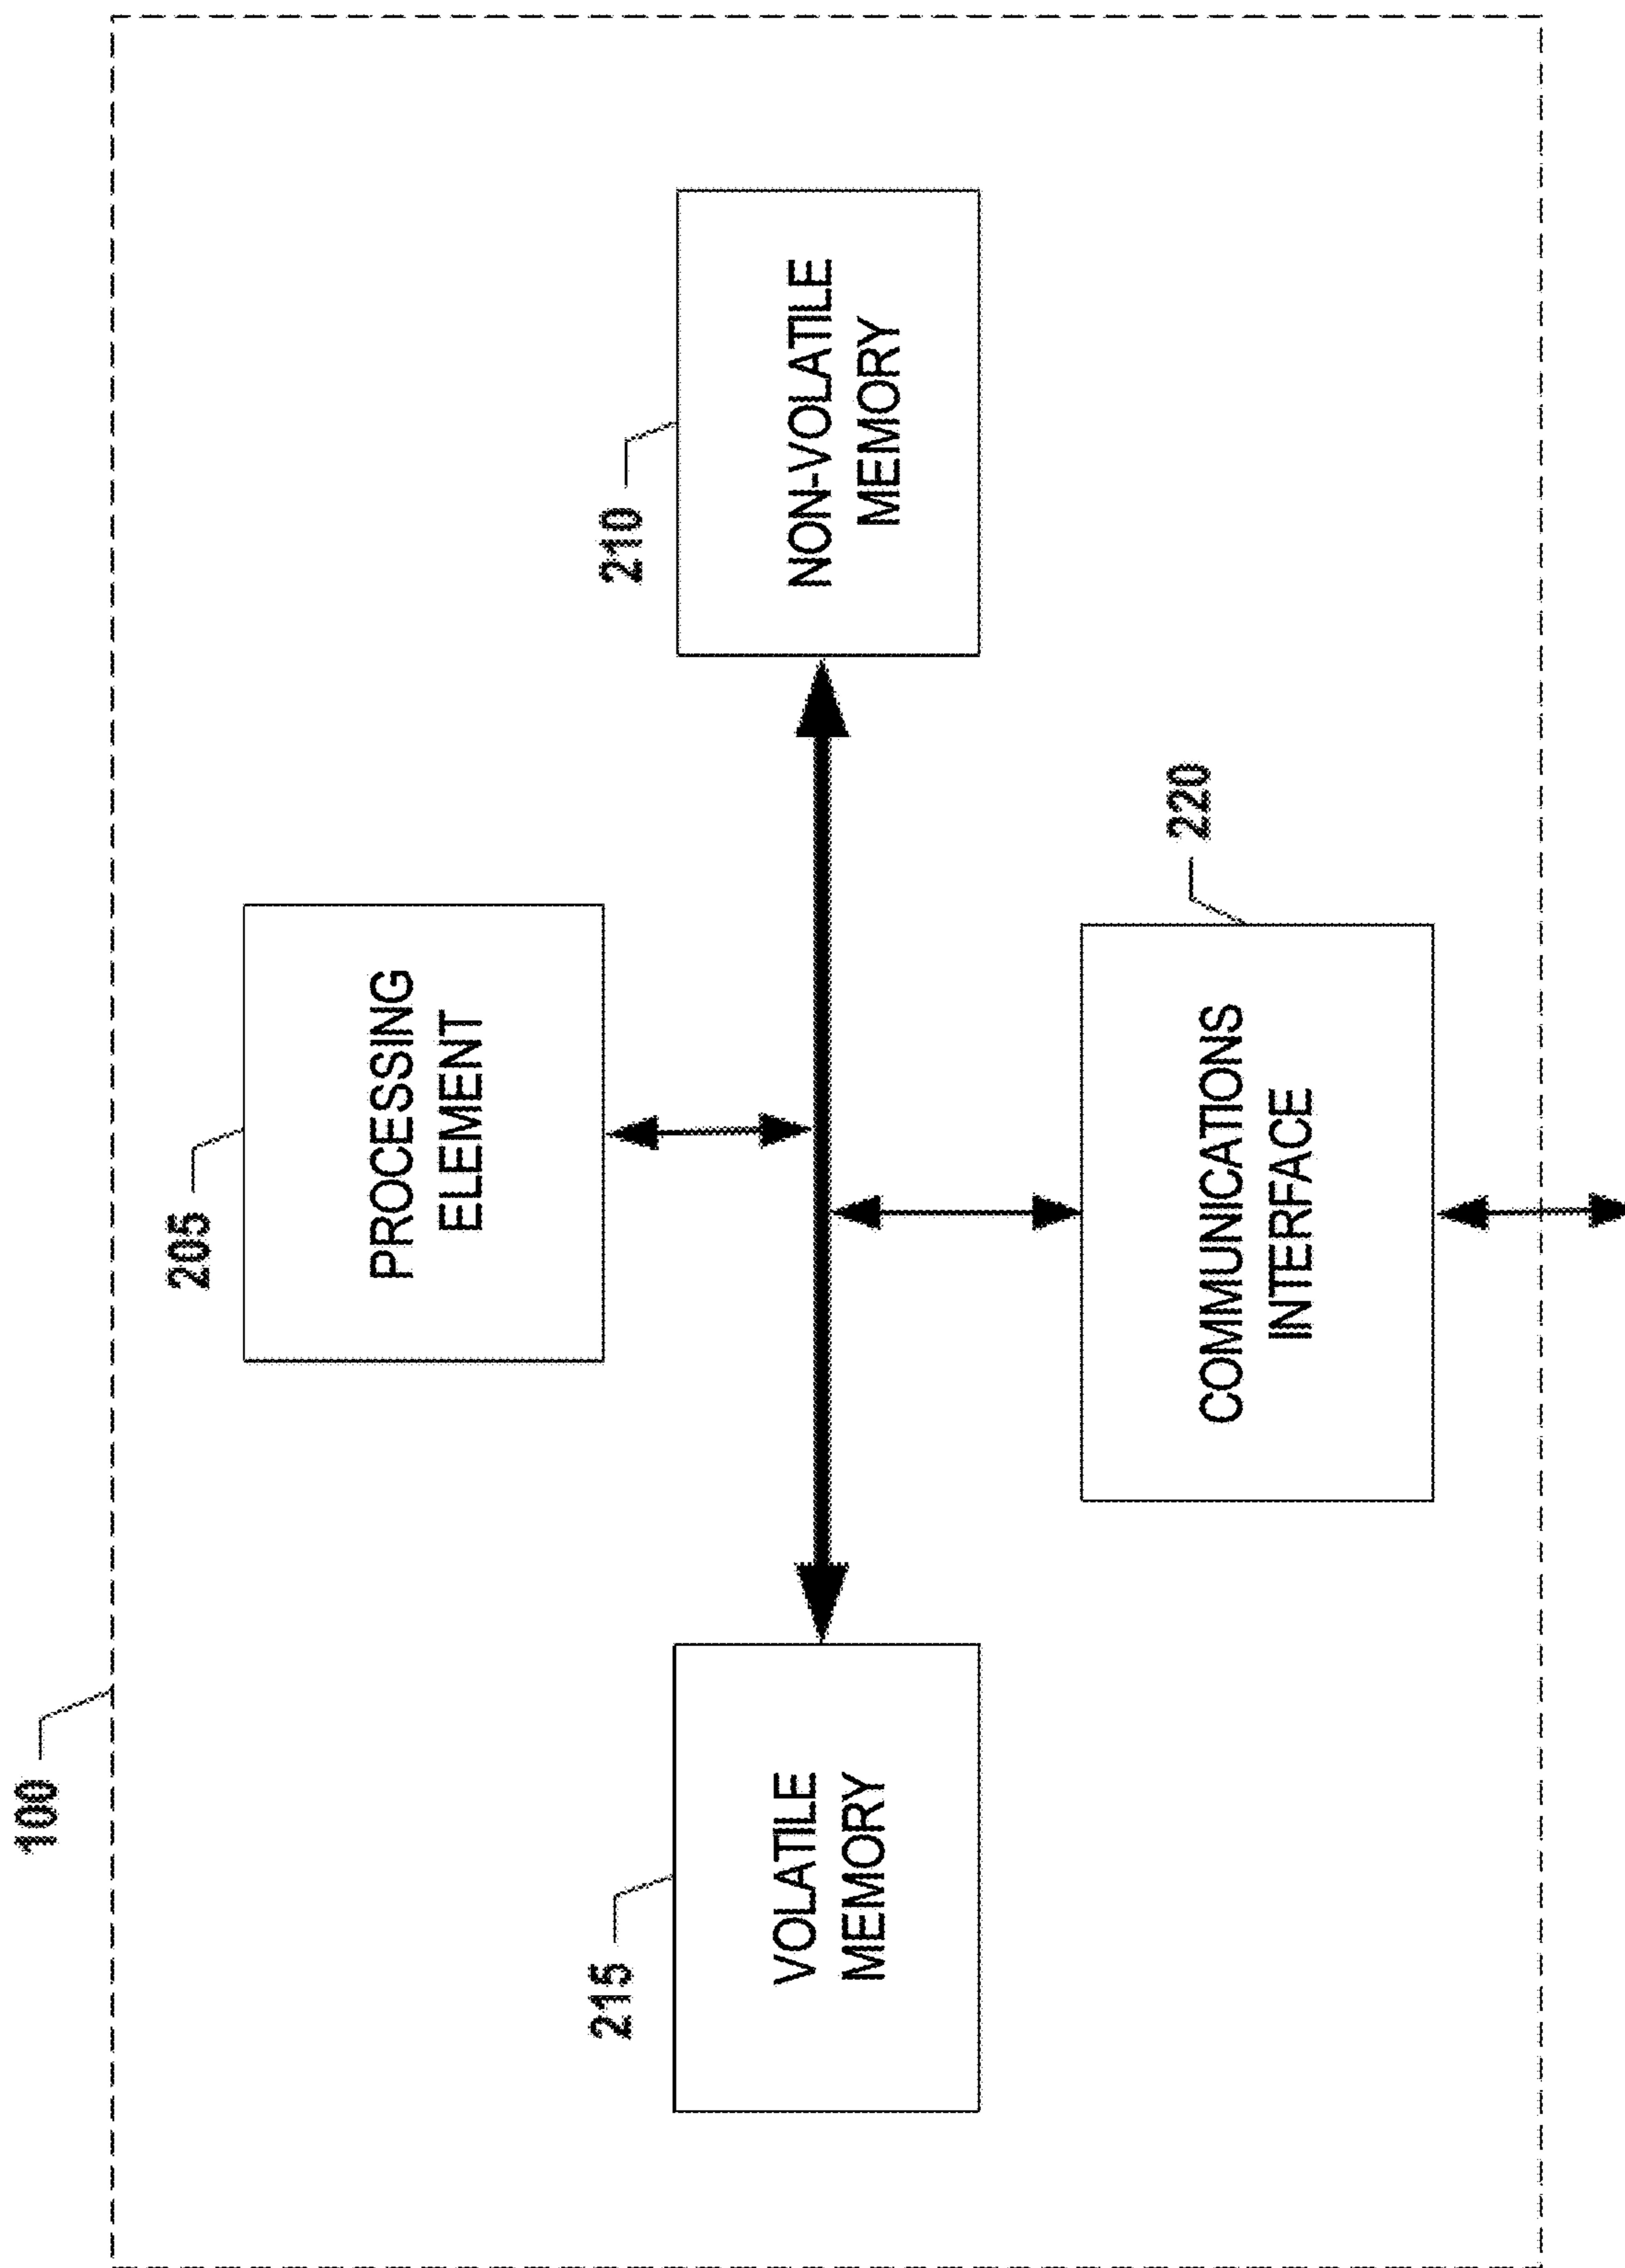 100
205
PROCESSING
ELEMENT
215
VOLATILE
MEMORY
210
NON-VOLATILE
MEMORY
220
COMMUNICATIONS
INTERFACE